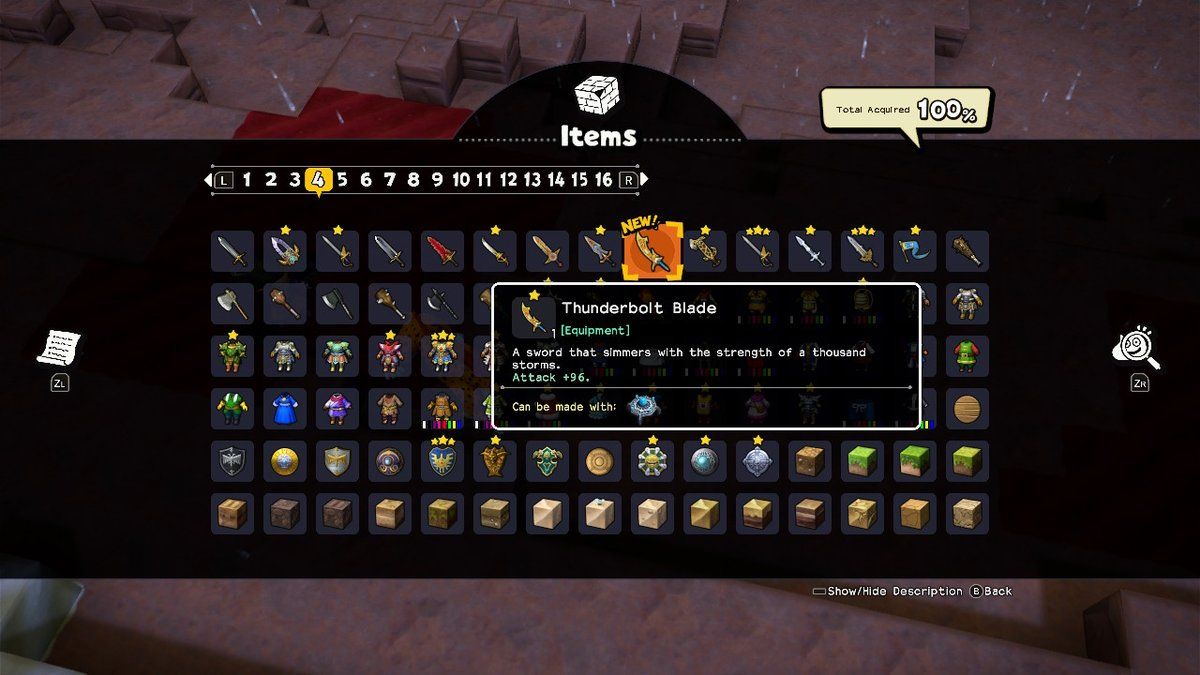 Total Acquired 100%
Items
L 1 2 3 4 5 6 7 8 9 10 11 12 13 14 15 16 R
NEW!
Thunderbolt Blade
1 [Equipment]
A sword that simmers with the strength of a thousand
storms.
Attack +96.
Can be made with:
ZL
ZR
Show/Hide Description B Back